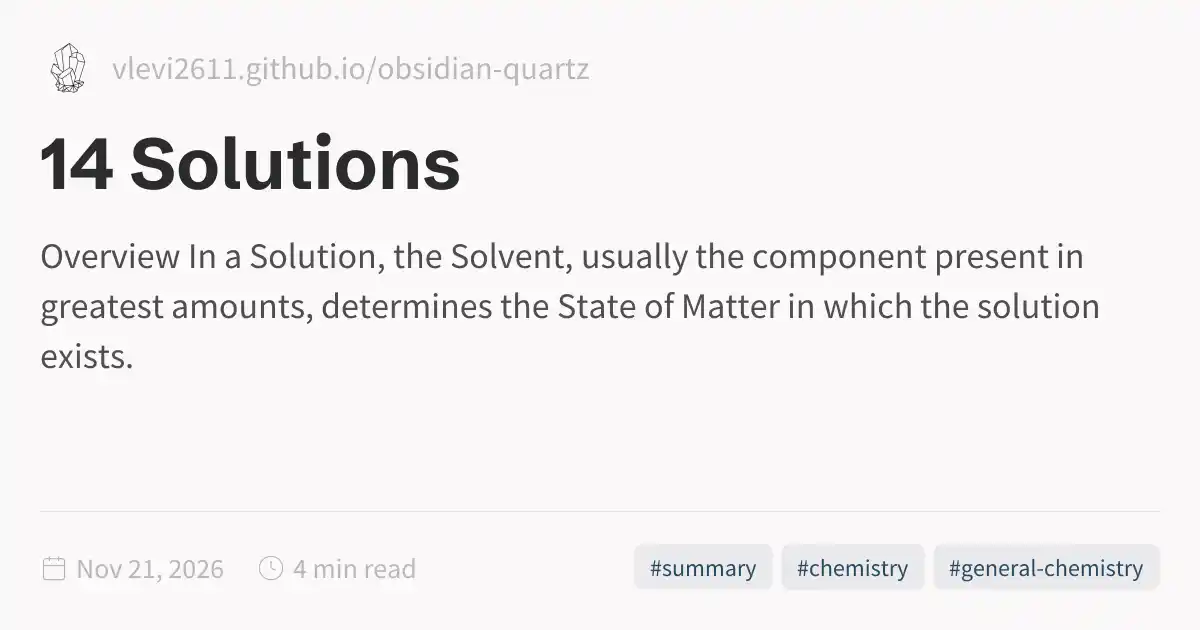 vlevi2611.github.io/obsidian-quartz
14 Solutions
Overview In a Solution, the Solvent, usually the component present in
greatest amounts, determines the State of Matter in which the solution
exists.
Nov 21, 2026 4 min read #summary #chemistry #general-chemistry